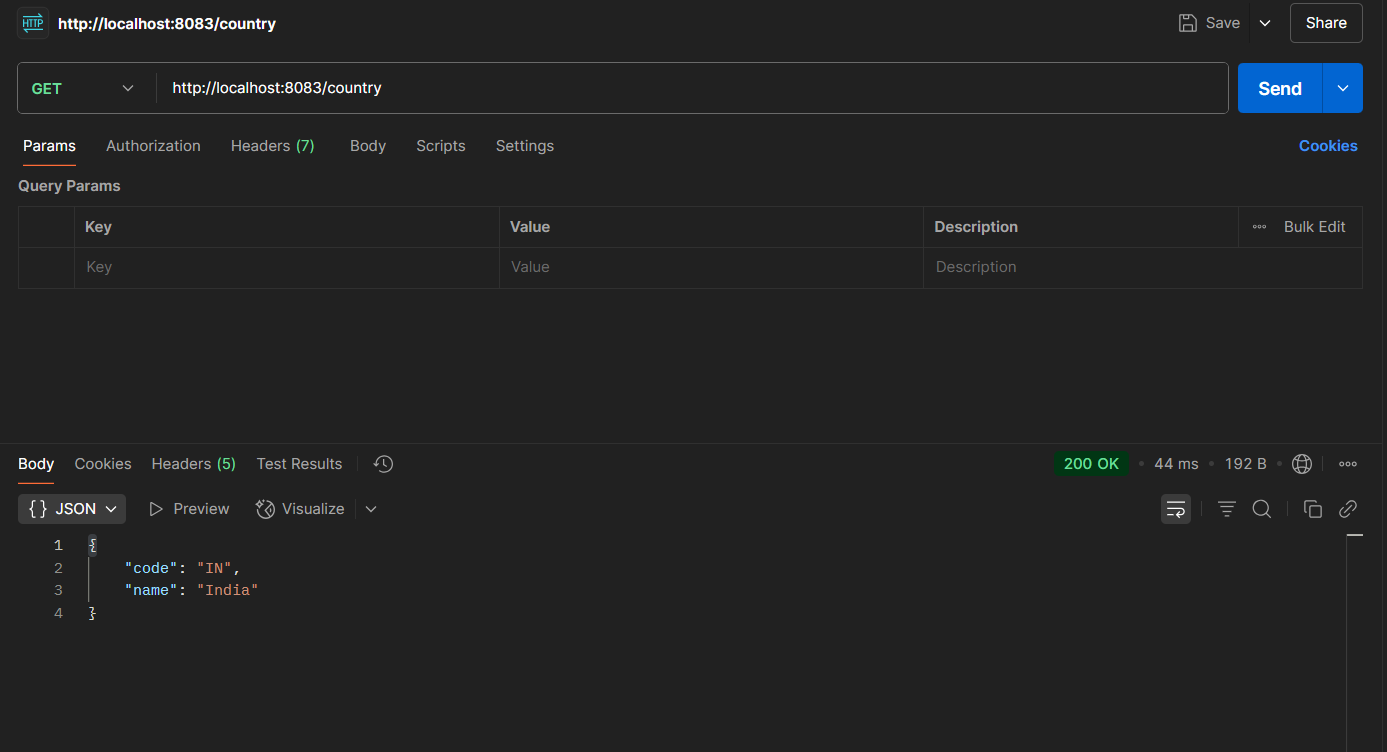 HTTP http://localhost:8083/country Save Share
GET http://localhost:8083/country Send
Params Authorization Headers (7) Body Scripts Settings Cookies
Query Params
Key Value Description Bulk Edit
Key Value Description
Body Cookies Headers (5) Test Results 200 OK • 44 ms • 192 B •
{} JSON Preview Visualize
1 {
2 "code": "IN",
3 "name": "India"
4 }